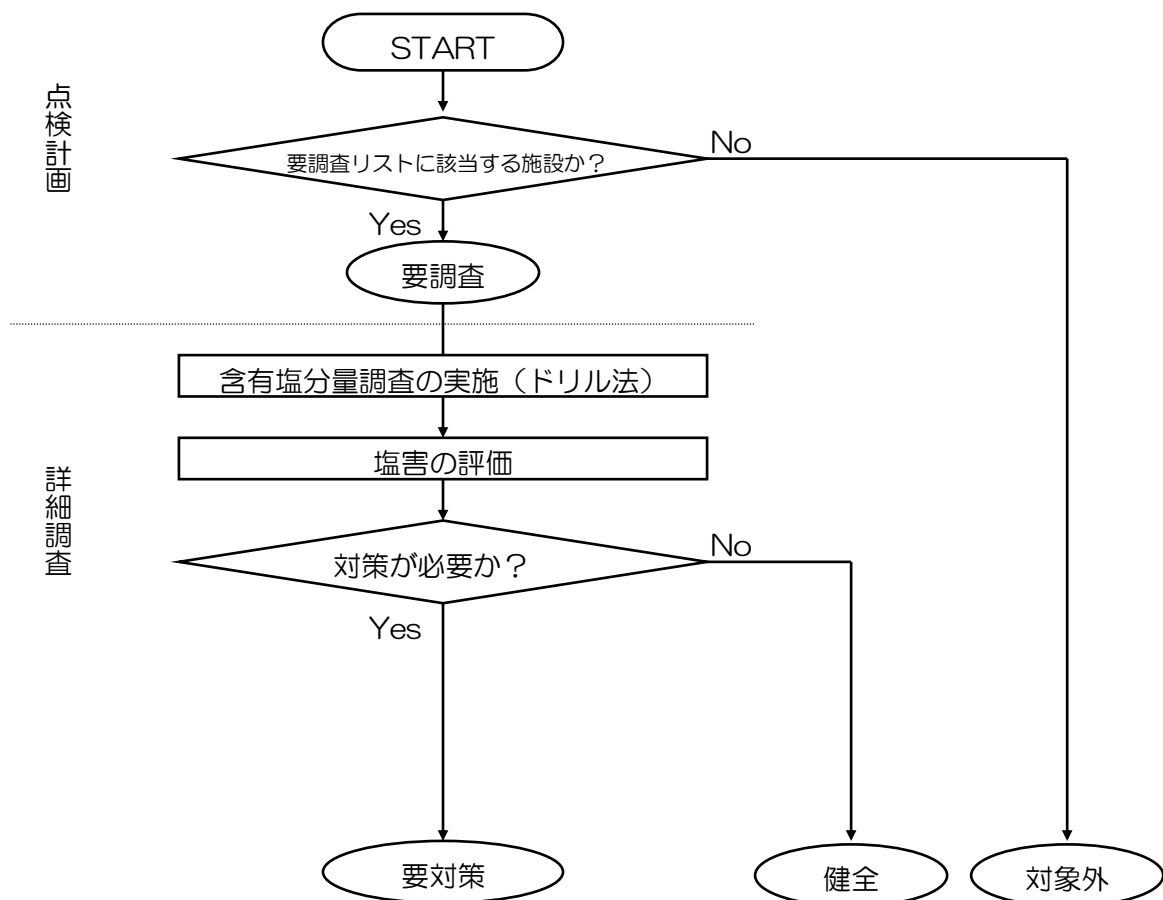 START
点検計画
要調査リストに該当する施設か？
No
Yes
要調査
含有塩分量調査の実施（ドリル法）
塩害の評価
詳細調査
対策が必要か？
No
Yes
要対策
健全
対象外